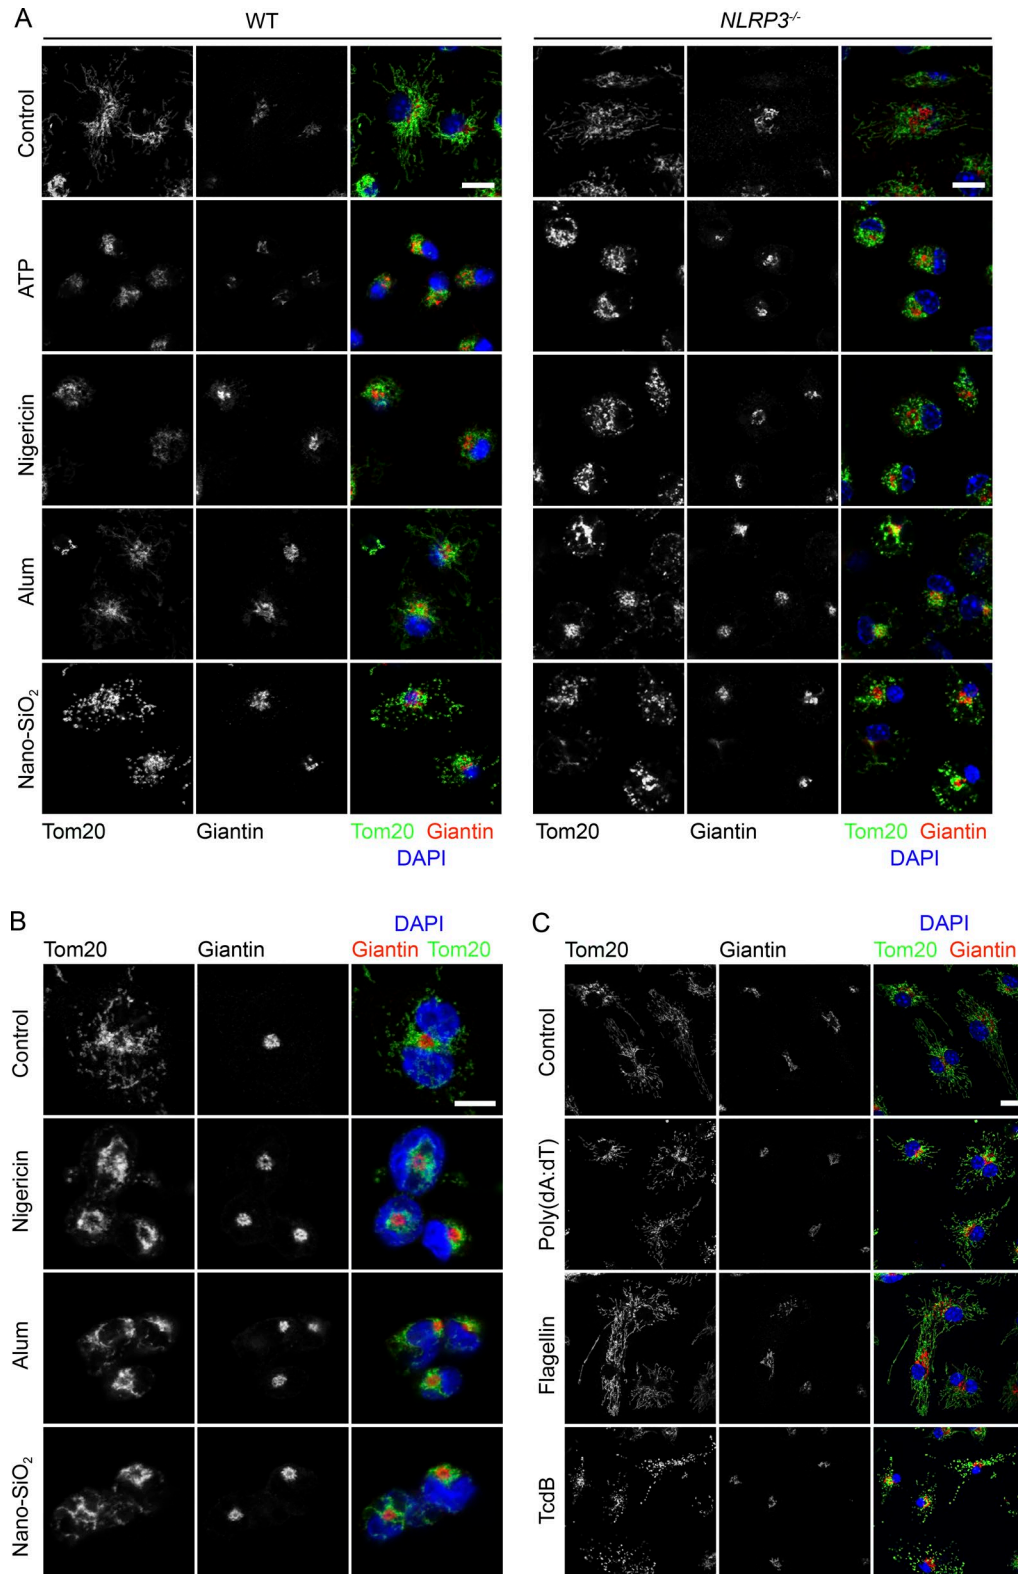 A
WT NLRP3-/-
Control
ATP
Nigericin
Alum
Nano-SiO2
Tom20 Giantin Tom20 Giantin Tom20 Giantin Tom20 Giantin
DAPI DAPI
B DAPI
Tom20 Giantin Giantin Tom20
Control
Nigericin
Alum
Nano-SiO2
C DAPI
Tom20 Giantin Tom20 Giantin
Control
Poly(dA:dT)
Flagellin
TcdB